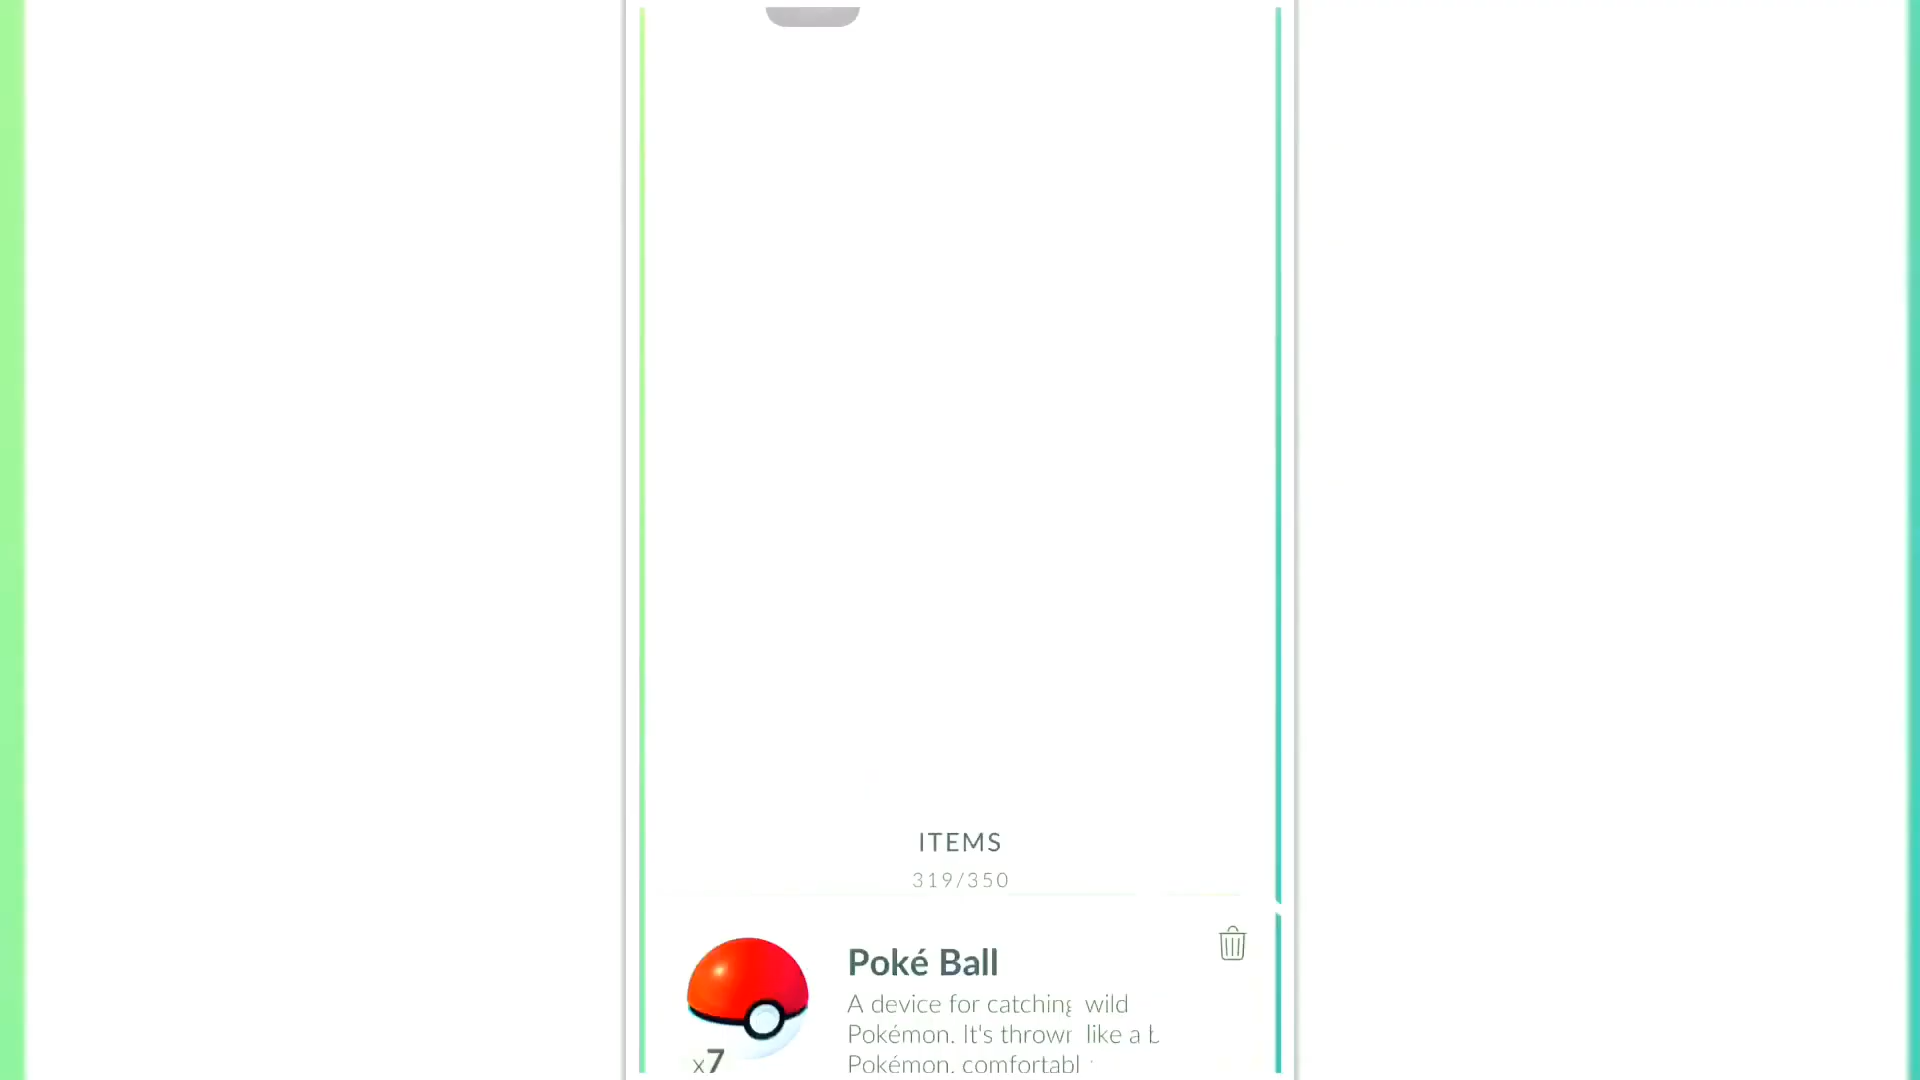 ITEMS
319/350
Poké Ball
A device for catching wild
Pokémon. It's thrown like a
Pokémon, comfortabl
x7